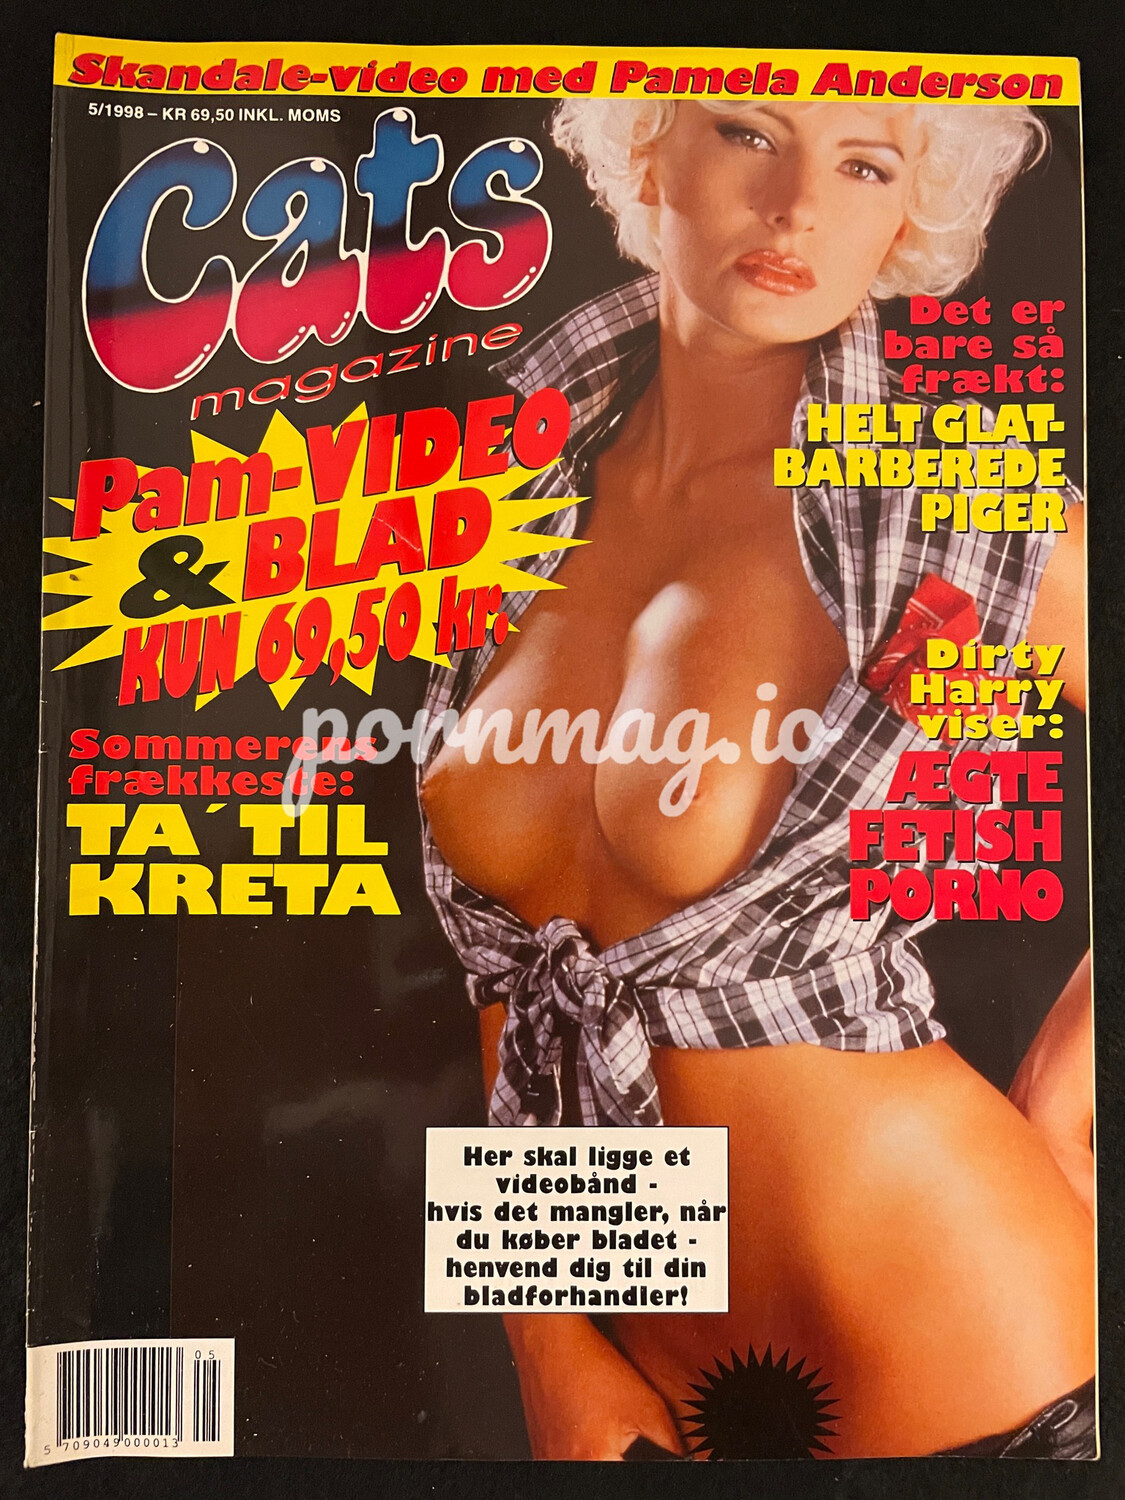 Skandale-video med Pamela Anderson
5/1998 – KR 69,50 INKL. MOMS
Cats
magazine
Pam-VIDEO
& BLAD
KUN 69,50 kr.
Det er
bare så
frækt:
HELT GLAT-
BARBEREDE
PIGER
Dirty
Harry
viser:
ÆGTE
FETISH
PORNO
pornmag.io
Sommerens
frækkeste:
TA´ TIL
KRETA
Her skal ligge et
videobånd -
hvis det mangler, når
du køber bladet -
henvend dig til din
bladforhandler!
05
5 709049 000013